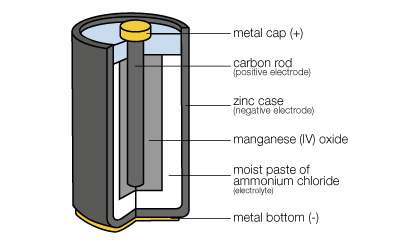 metal cap (+)
carbon rod
(positive electrode)
zinc case
(negative electrode)
manganese (IV) oxide
moist paste of
ammonium chloride
(electrolyte)
metal bottom (-)